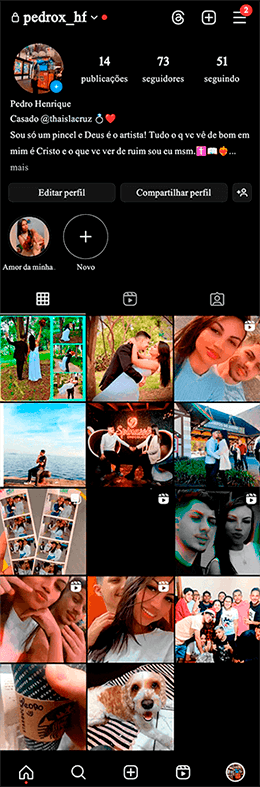 pedrox_hf
2
14
73
51
publicações
seguidores
seguindo
Pedro Henrique
Casado @thaislacruz 💍❤️
Sou só um pincel e Deus é o artista! Tudo o q vc vê de bom em
mim é Cristo e o que vc ver de ruim sou eu msm.✝️📖❤️‍🔥...
mais
Editar perfil
Compartilhar perfil
Amor da minha
Novo